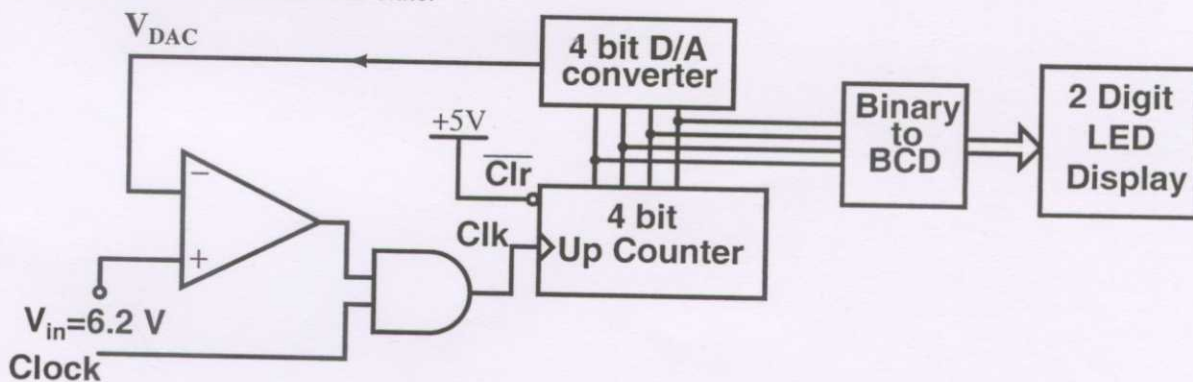 V_DAC
4 bit D/A
converter
+5V
Clr
Clk
4 bit
Up Counter
Binary
to
BCD
2 Digit
LED
Display
−
+
V_in=6.2 V
Clock